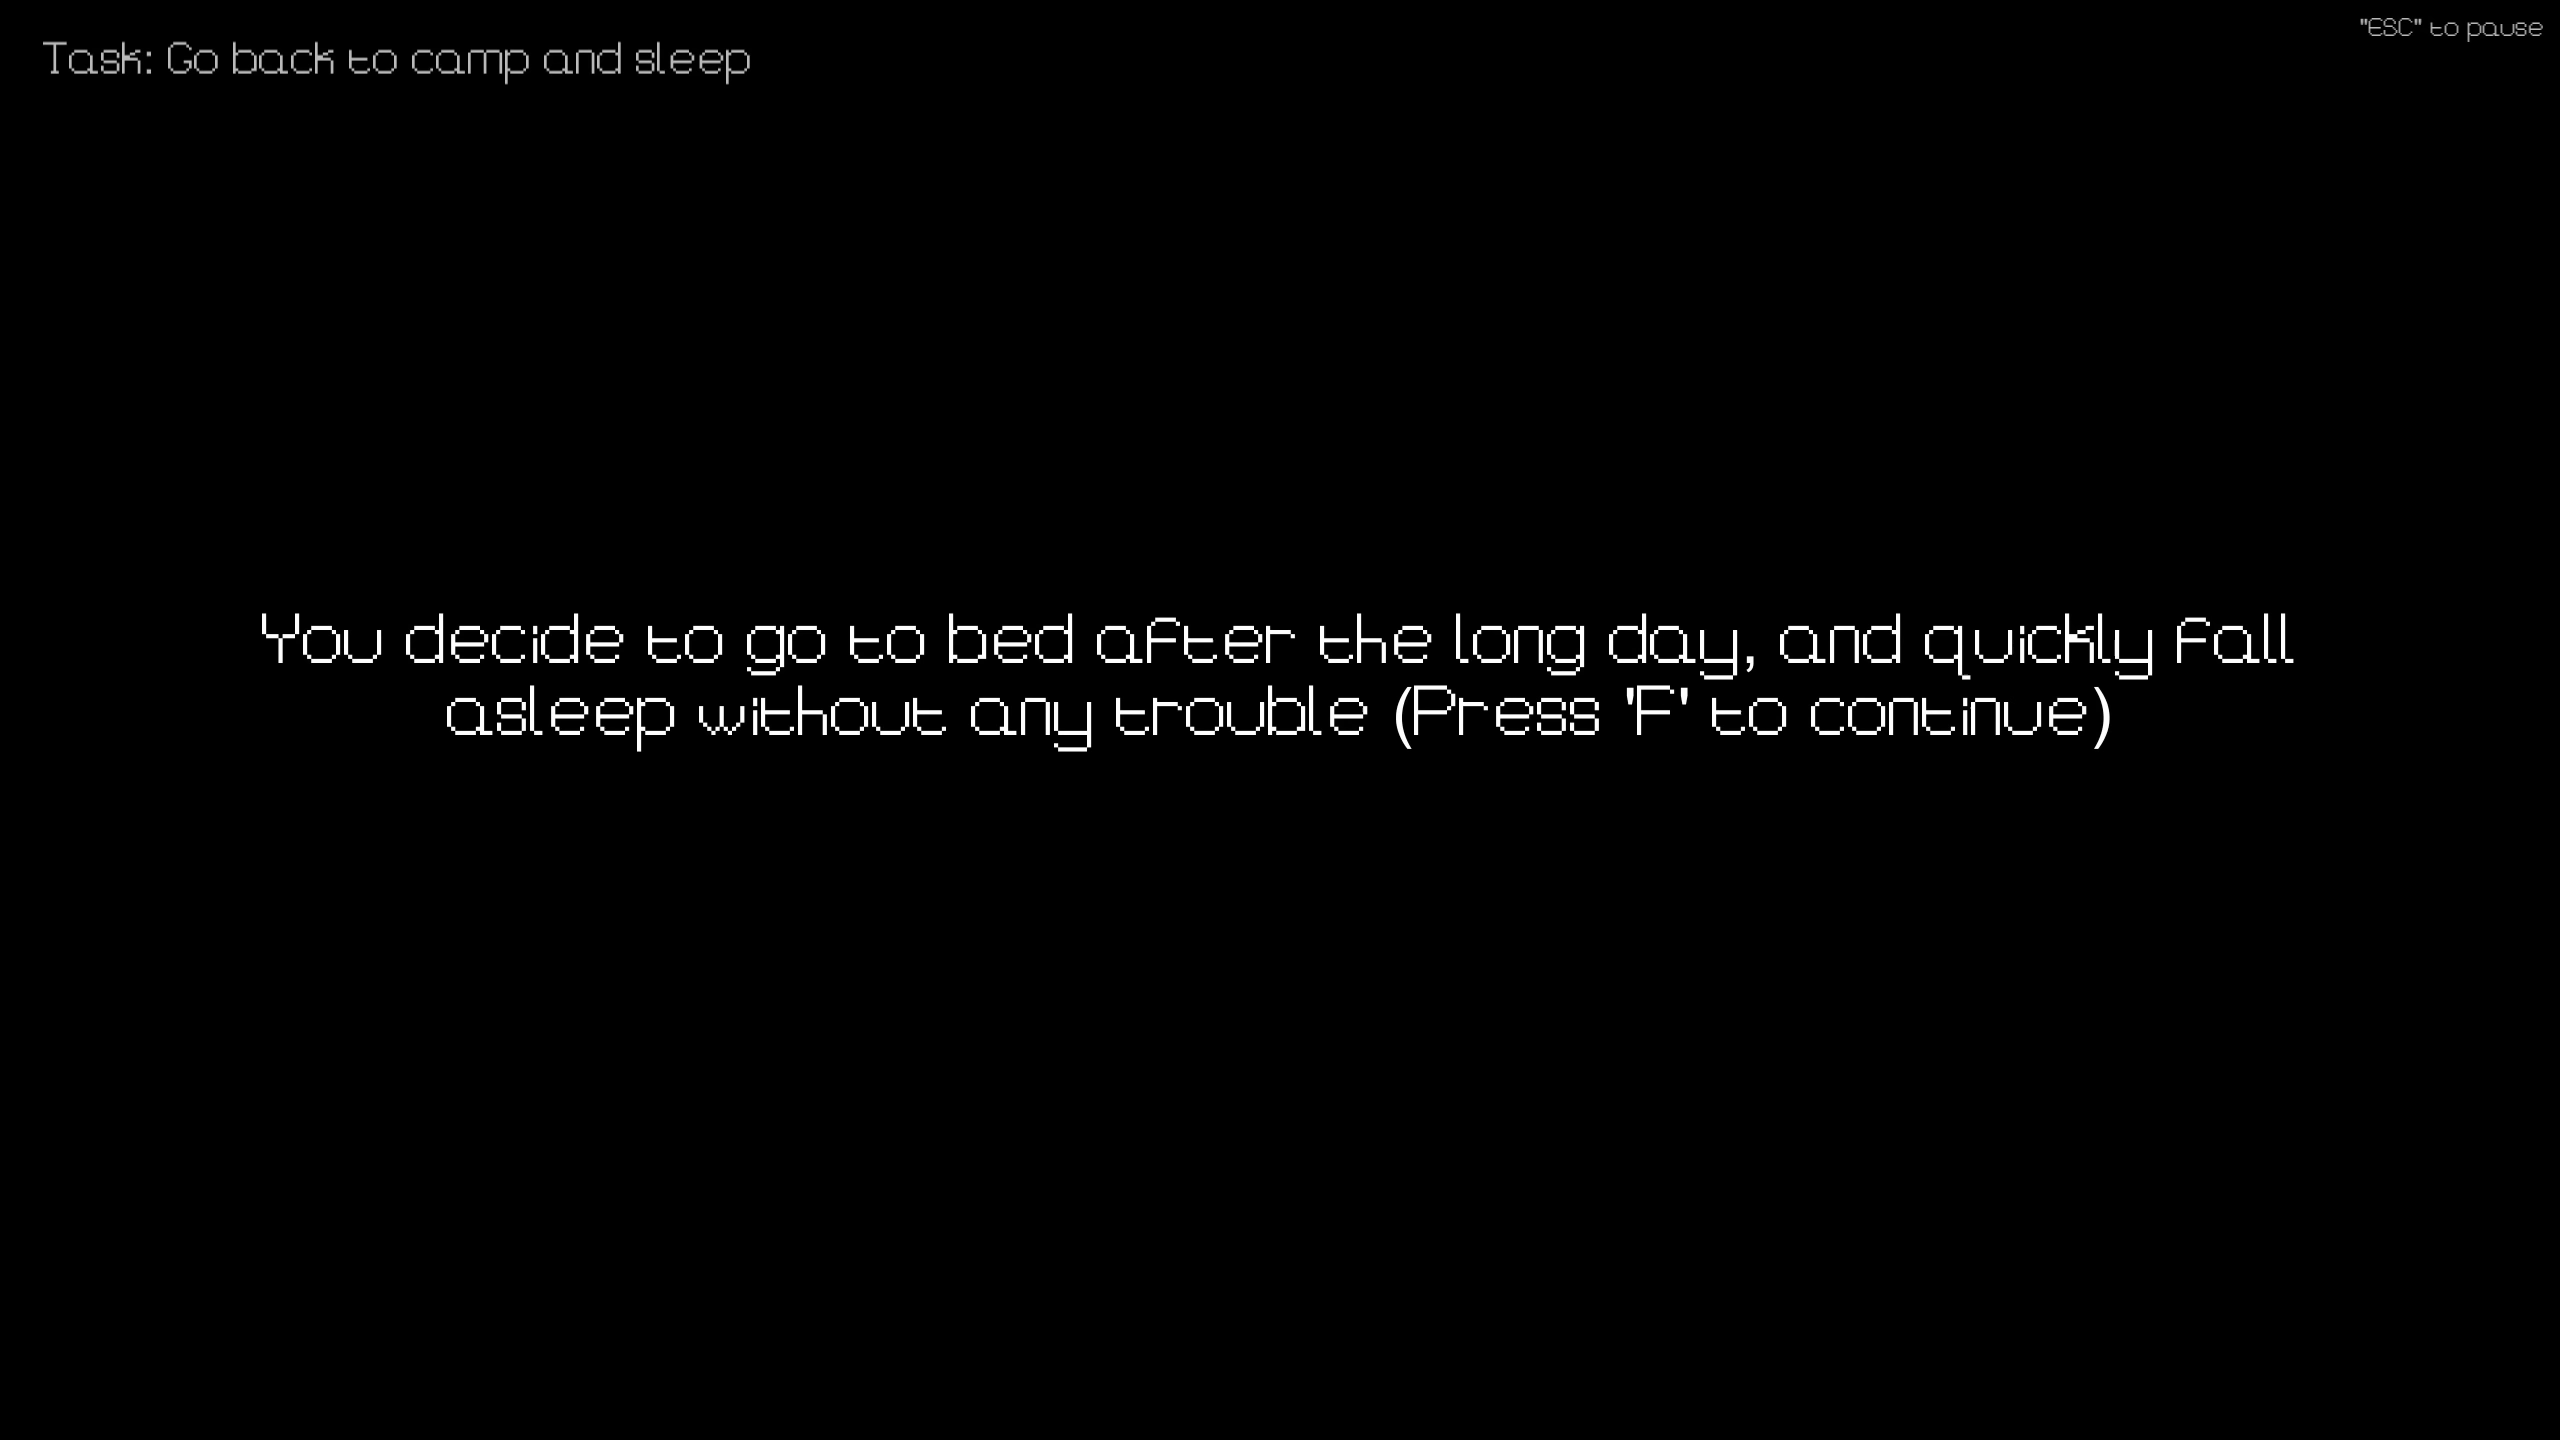 Task: Go back to camp and sleep
"ESC" to pause
You decide to go to bed after the long day, and quickly fall
asleep without any trouble (Press 'F' to continue)